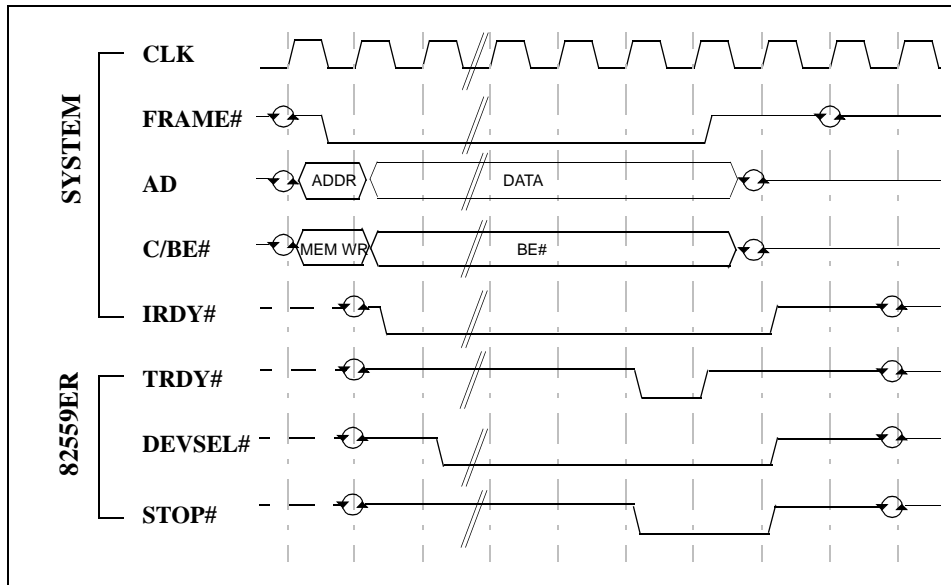 SYSTEM
CLK
FRAME#
AD
ADDR DATA
C/BE#
MEM WR BE#
IRDY#
82559ER
TRDY#
DEVSEL#
STOP#